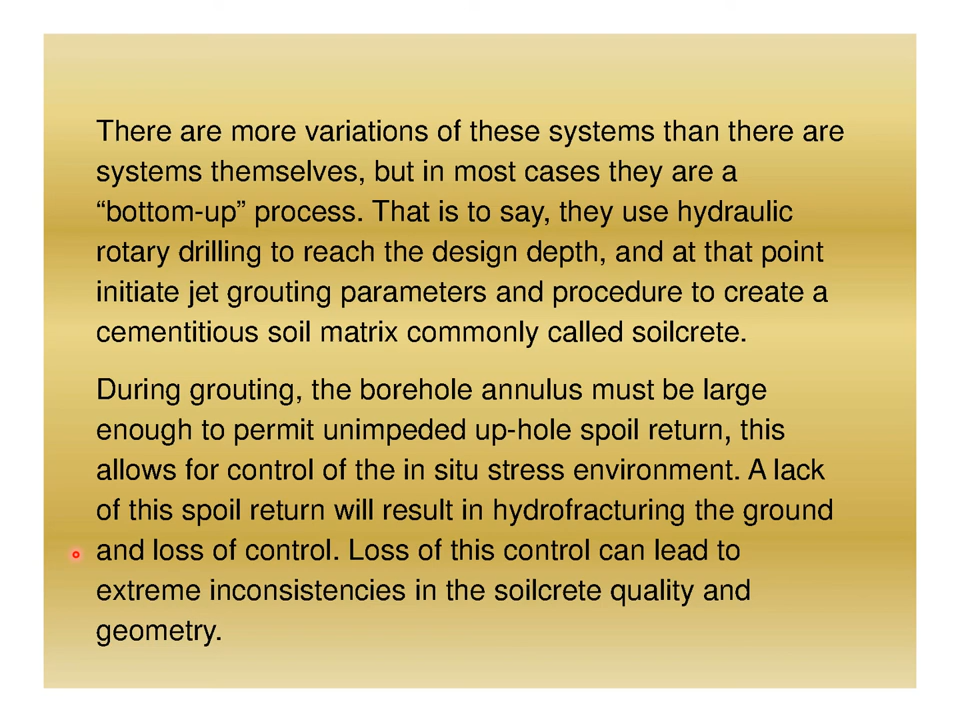 There are more variations of these systems than there are
systems themselves, but in most cases they are a
“bottom-up” process. That is to say, they use hydraulic
rotary drilling to reach the design depth, and at that point
initiate jet grouting parameters and procedure to create a
cementitious soil matrix commonly called soilcrete.
During grouting, the borehole annulus must be large
enough to permit unimpeded up-hole spoil return, this
allows for control of the in situ stress environment. A lack
of this spoil return will result in hydrofracturing the ground
and loss of control. Loss of this control can lead to
extreme inconsistencies in the soilcrete quality and
geometry.